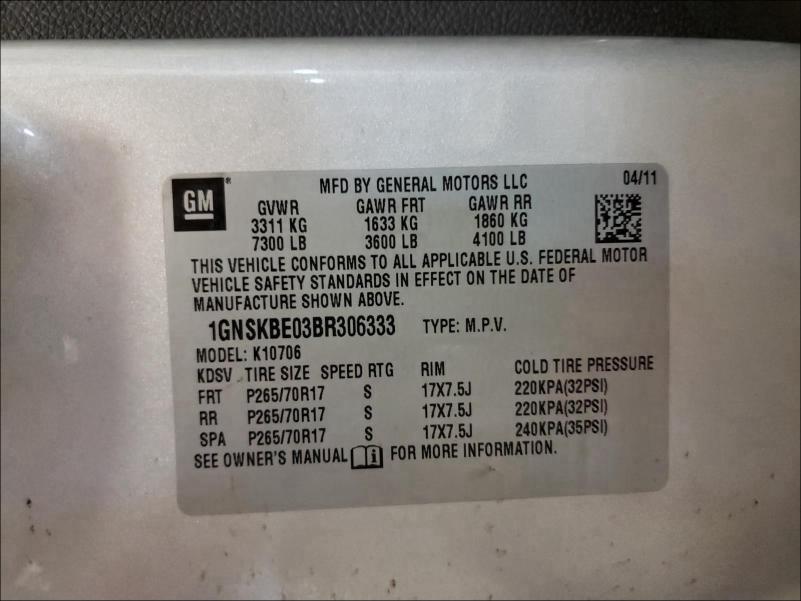 GM
MFD BY GENERAL MOTORS LLC 04/11
GVWR GAWR FRT GAWR RR
3311 KG 1633 KG 1860 KG
7300 LB 3600 LB 4100 LB
THIS VEHICLE CONFORMS TO ALL APPLICABLE U.S. FEDERAL MOTOR
VEHICLE SAFETY STANDARDS IN EFFECT ON THE DATE OF
MANUFACTURE SHOWN ABOVE.
1GNSKBE03BR306333 TYPE: M.P.V.
MODEL: K10706
KDSV TIRE SIZE SPEED RTG RIM COLD TIRE PRESSURE
FRT P265/70R17 S 17X7.5J 220KPA(32PSI)
RR P265/70R17 S 17X7.5J 220KPA(32PSI)
SPA P265/70R17 S 17X7.5J 240KPA(35PSI)
SEE OWNER'S MANUAL i FOR MORE INFORMATION.